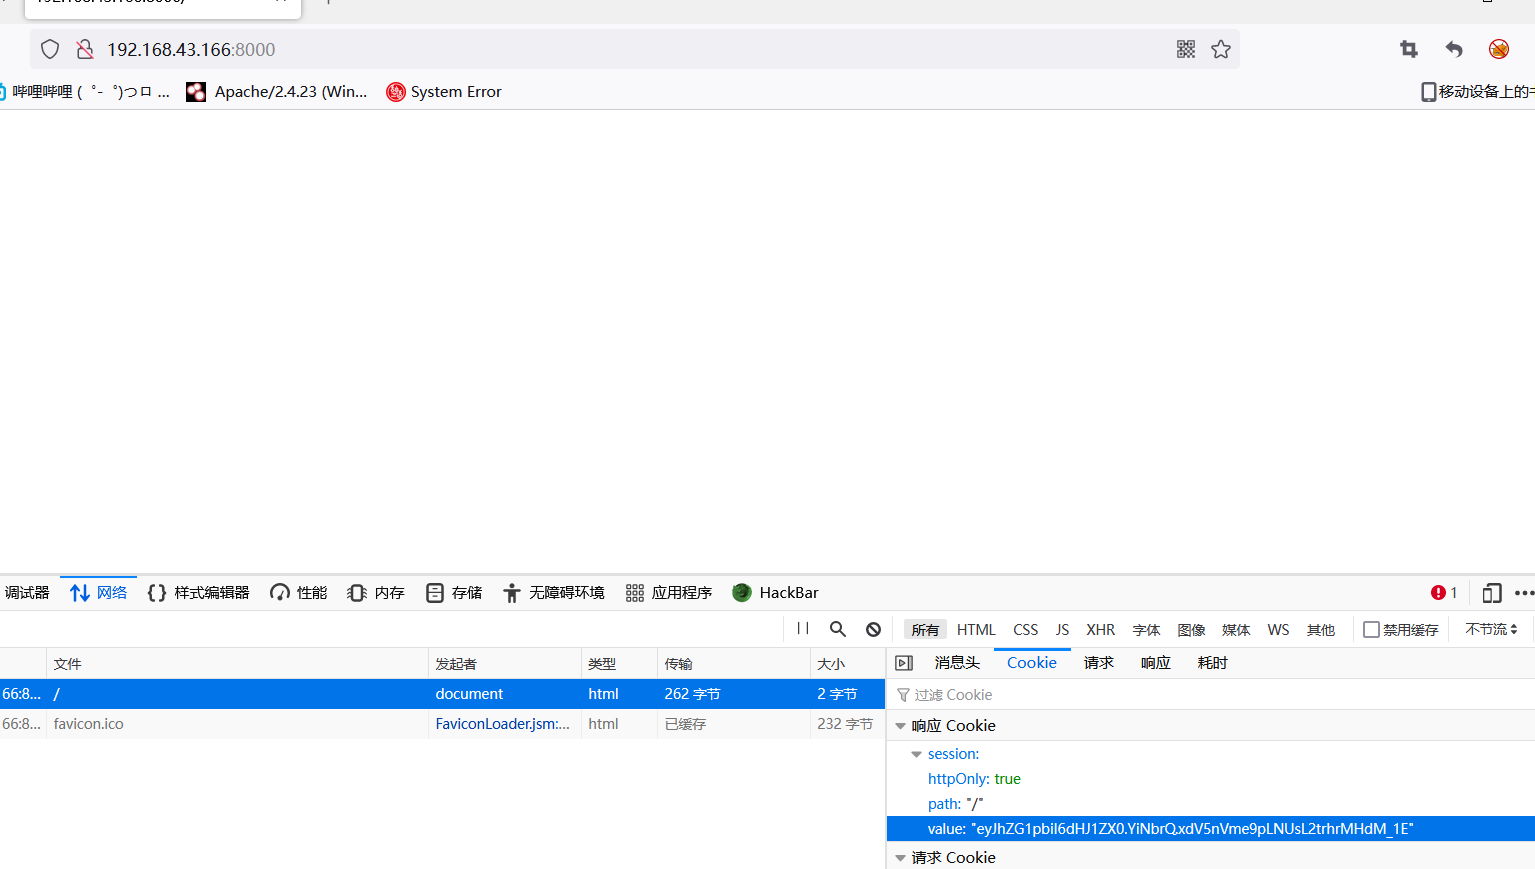 192.168.43.166:8000
哔哩哔哩 ( ゜- ゜)つロ ... Apache/2.4.23 (Win... System Error 移动设备上的
调试器 网络 样式编辑器 性能 内存 存储 无障碍环境 应用程序 HackBar 1
所有 HTML CSS JS XHR 字体 图像 媒体 WS 其他 禁用缓存 不节流
文件 发起者 类型 传输 大小 消息头 Cookie 请求 响应 耗时
66:8... / document html 262 字节 2 字节 过滤 Cookie
66:8... favicon.ico FaviconLoader.jsm:... html 已缓存 232 字节 响应 Cookie
session:
httpOnly: true
path: "/"
value: "eyJhZG1pbiI6dHJ1ZX0.YiNbrQ.xdV5nVme9pLNUsL2trhrMHdM_1E"
请求 Cookie